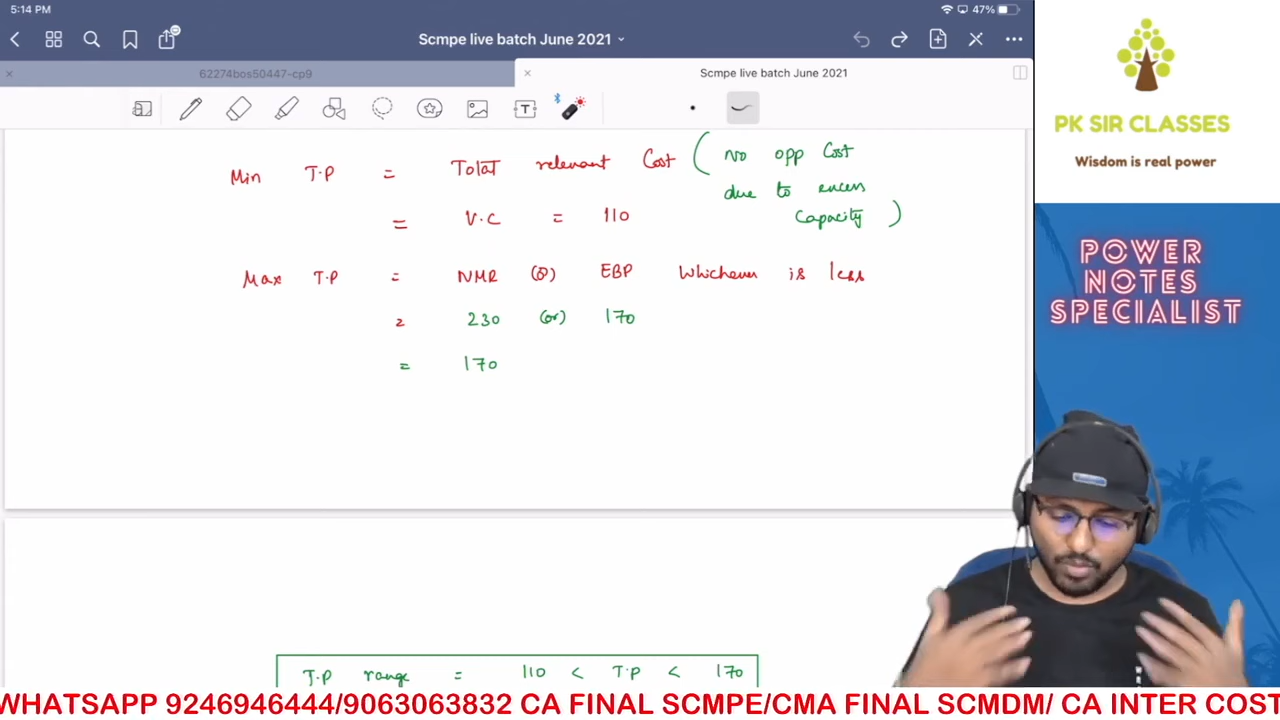 5:14 PM
47%
Scmpe live batch June 2021
62274bos50447-cp9
Scmpe live batch June 2021
Min T.P = Total relevant Cost ( No opp Cost
due to excess
Capacity )
= V.C = 110
Max T.P = NMR (or) EBP Whichever is less
= 230 (or) 170
= 170
T.P range = 110 < T.P < 170
PK SIR CLASSES
Wisdom is real power
POWER
NOTES
SPECIALIST
WHATSAPP 9246946444/9063063832 CA FINAL SCMPE/CMA FINAL SCMDM/ CA INTER COST